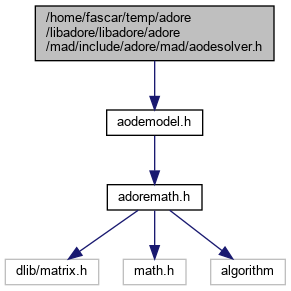 /home/fascar/temp/adore
/libadore/libadore/adore
/mad/include/adore/mad/aodesolver.h
aodemodel.h
adoremath.h
dlib/matrix.h
math.h
algorithm